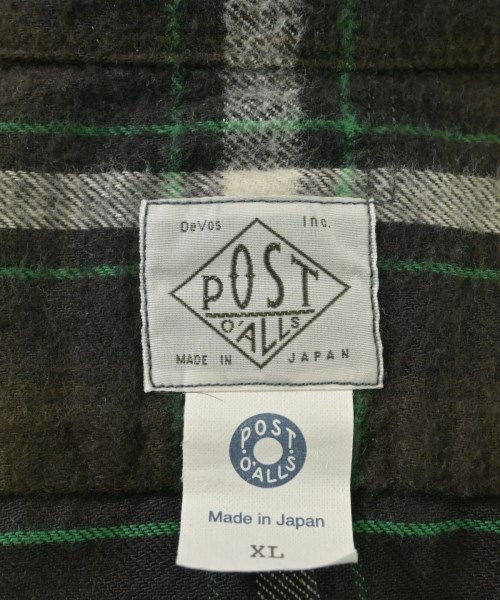 DeVos Inc.
POST
O'ALLS
MADE IN JAPAN
POST
O'ALLS
Made in Japan
XL